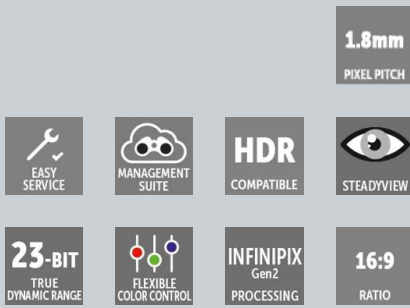 1.8mm
PIXEL PITCH
EASY
SERVICE
MANAGEMENT
SUITE
HDR
COMPATIBLE
STEADYVIEW
23-BIT
TRUE
DYNAMIC RANGE
FLEXIBLE
COLOR CONTROL
INFINIPIX
Gen2
PROCESSING
16:9
RATIO